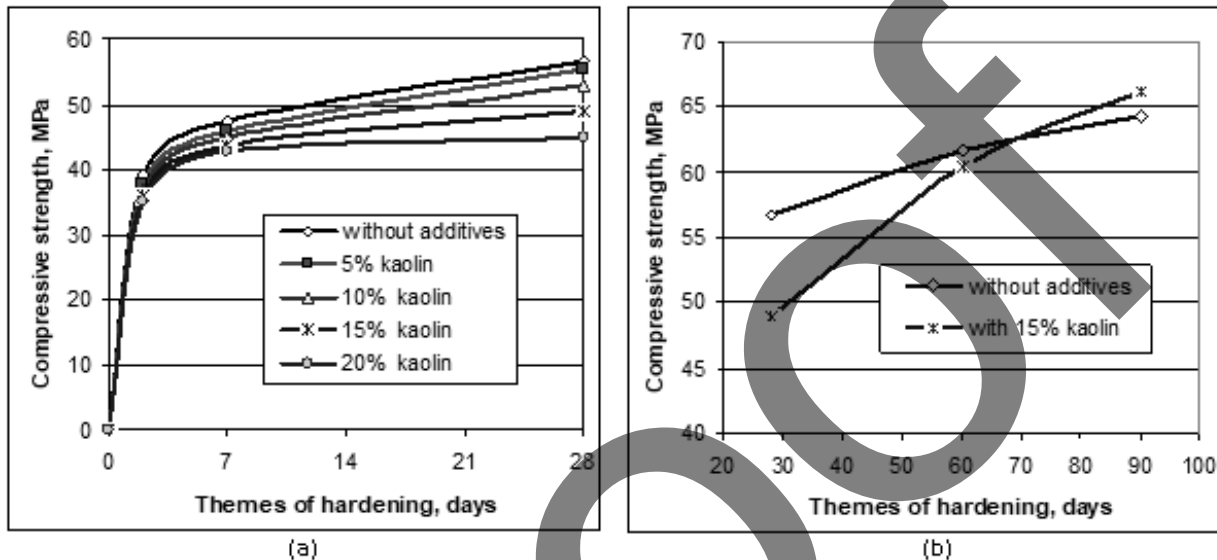 60
50
40
30
20
10
0
0 7 14 21 28
Compressive strength, MPa
Themes of hardening, days
without additives
5% kaolin
10% kaolin
15% kaolin
20% kaolin
(a)
70
65
60
55
50
45
40
20 30 40 50 60 70 80 90 100
Compressive strength, MPa
Themes of hardening, days
without additives
with 15% kaolin
(b)